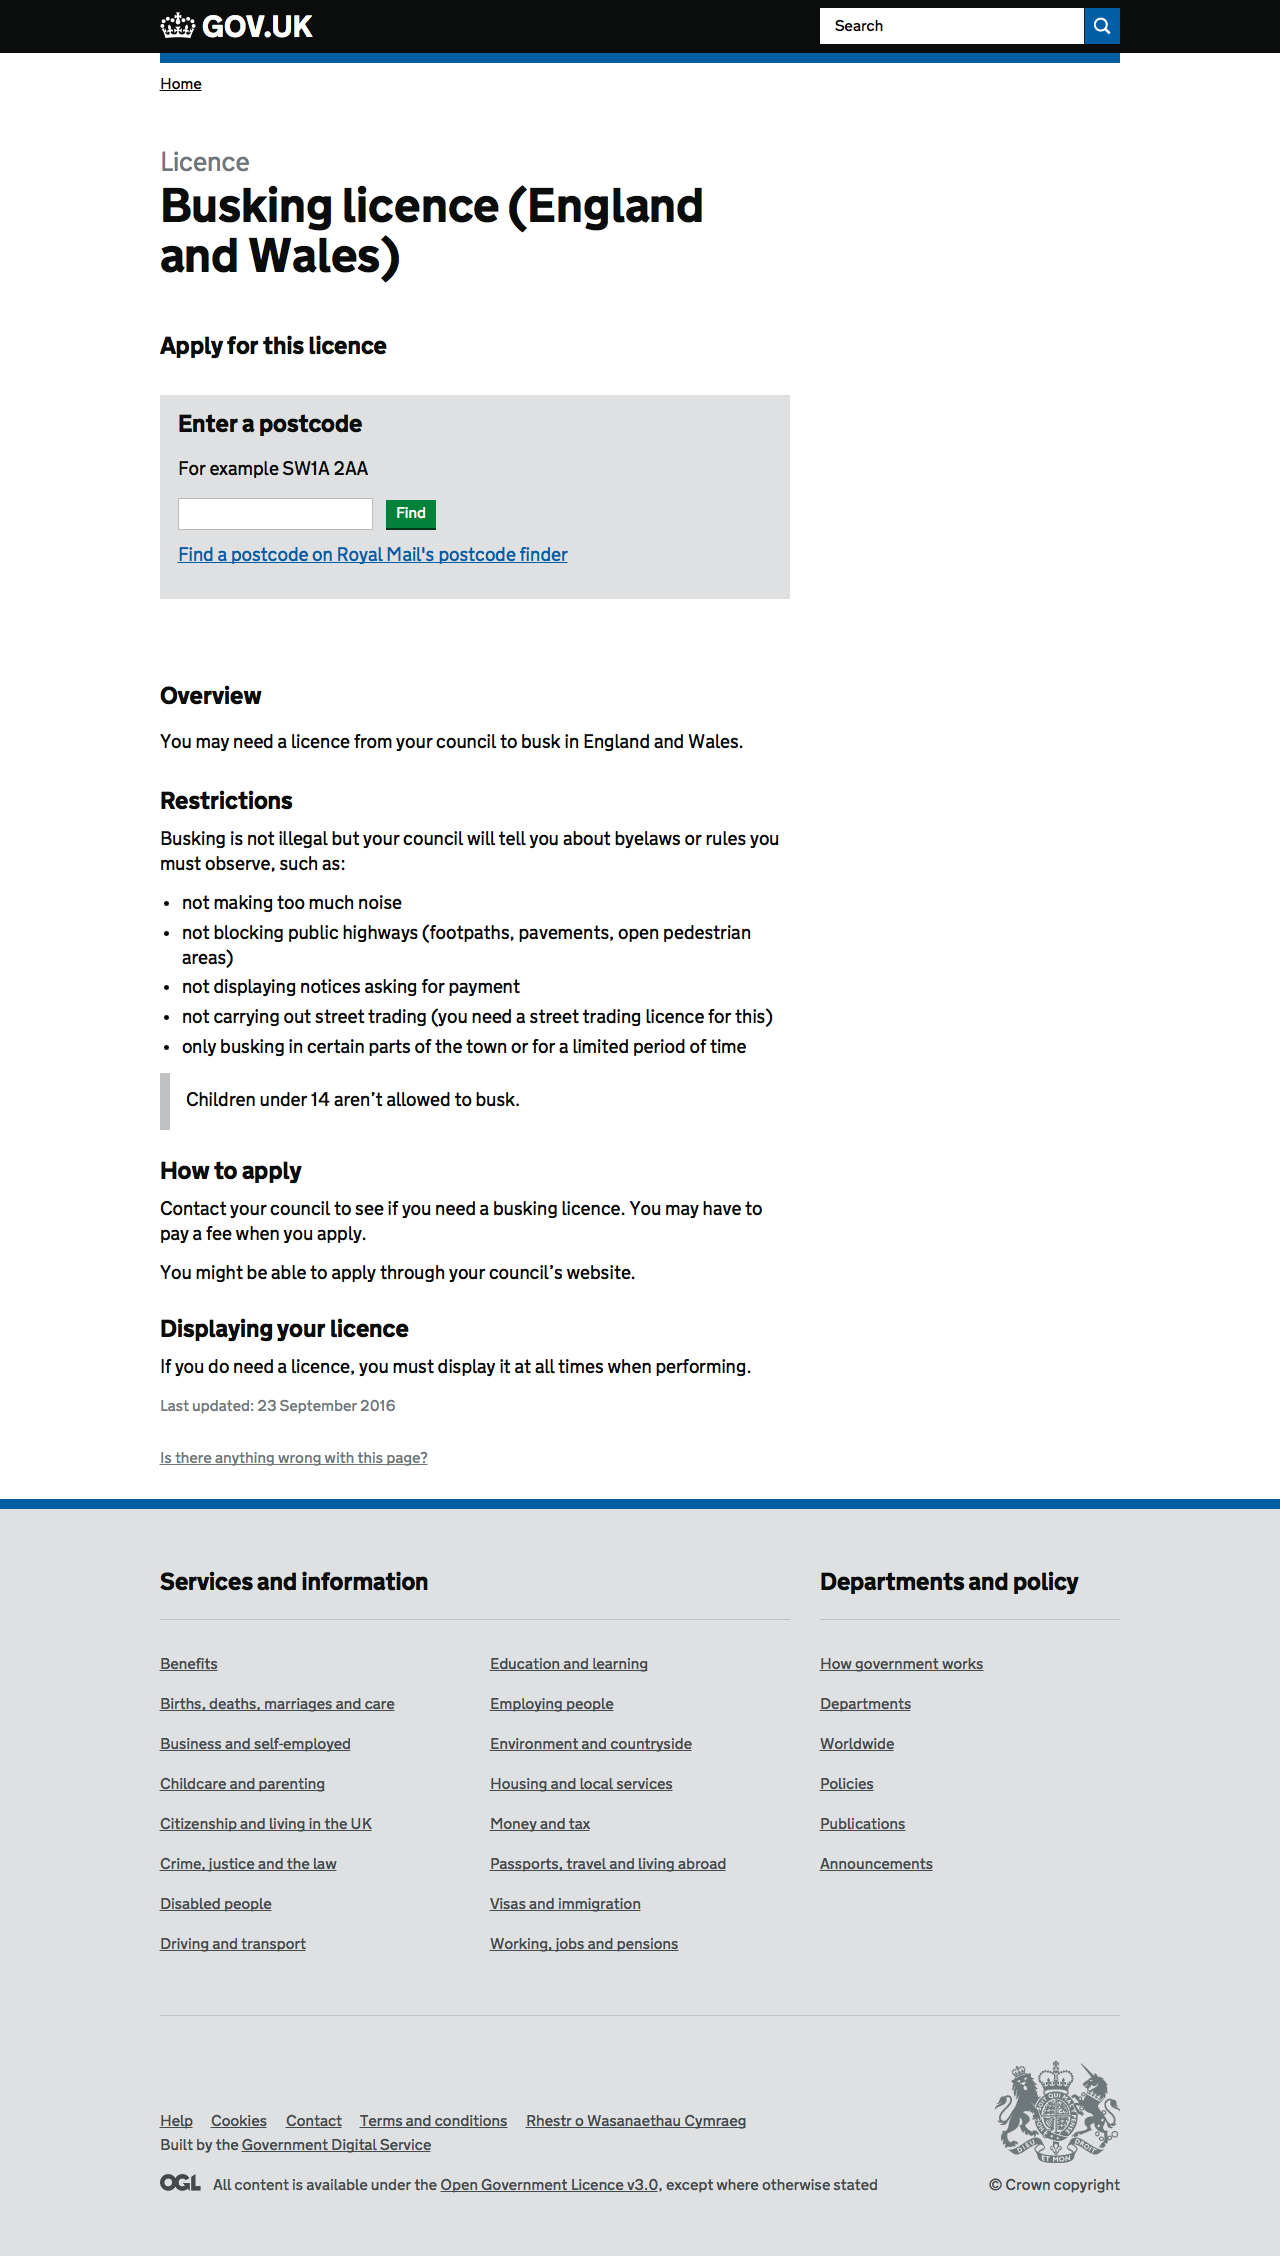 GOV.UK
Search
Home
Licence
Busking licence (England
and Wales)
Apply for this licence
Enter a postcode
For example SW1A 2AA
Find
Find a postcode on Royal Mail's postcode finder
Overview
You may need a licence from your council to busk in England and Wales.
Restrictions
Busking is not illegal but your council will tell you about byelaws or rules you
must observe, such as:
• not making too much noise
• not blocking public highways (footpaths, pavements, open pedestrian
areas)
• not displaying notices asking for payment
• not carrying out street trading (you need a street trading licence for this)
• only busking in certain parts of the town or for a limited period of time
Children under 14 aren’t allowed to busk.
How to apply
Contact your council to see if you need a busking licence. You may have to
pay a fee when you apply.
You might be able to apply through your council’s website.
Displaying your licence
If you do need a licence, you must display it at all times when performing.
Last updated: 23 September 2016
Is there anything wrong with this page?
Services and information
Benefits
Births, deaths, marriages and care
Business and self-employed
Childcare and parenting
Citizenship and living in the UK
Crime, justice and the law
Disabled people
Driving and transport
Education and learning
Employing people
Environment and countryside
Housing and local services
Money and tax
Passports, travel and living abroad
Visas and immigration
Working, jobs and pensions
Departments and policy
How government works
Departments
Worldwide
Policies
Publications
Announcements
Help Cookies Contact Terms and conditions Rhestr o Wasanaethau Cymraeg
Built by the Government Digital Service
OGL All content is available under the Open Government Licence v3.0, except where otherwise stated
DIEU ET MON DROIT
© Crown copyright